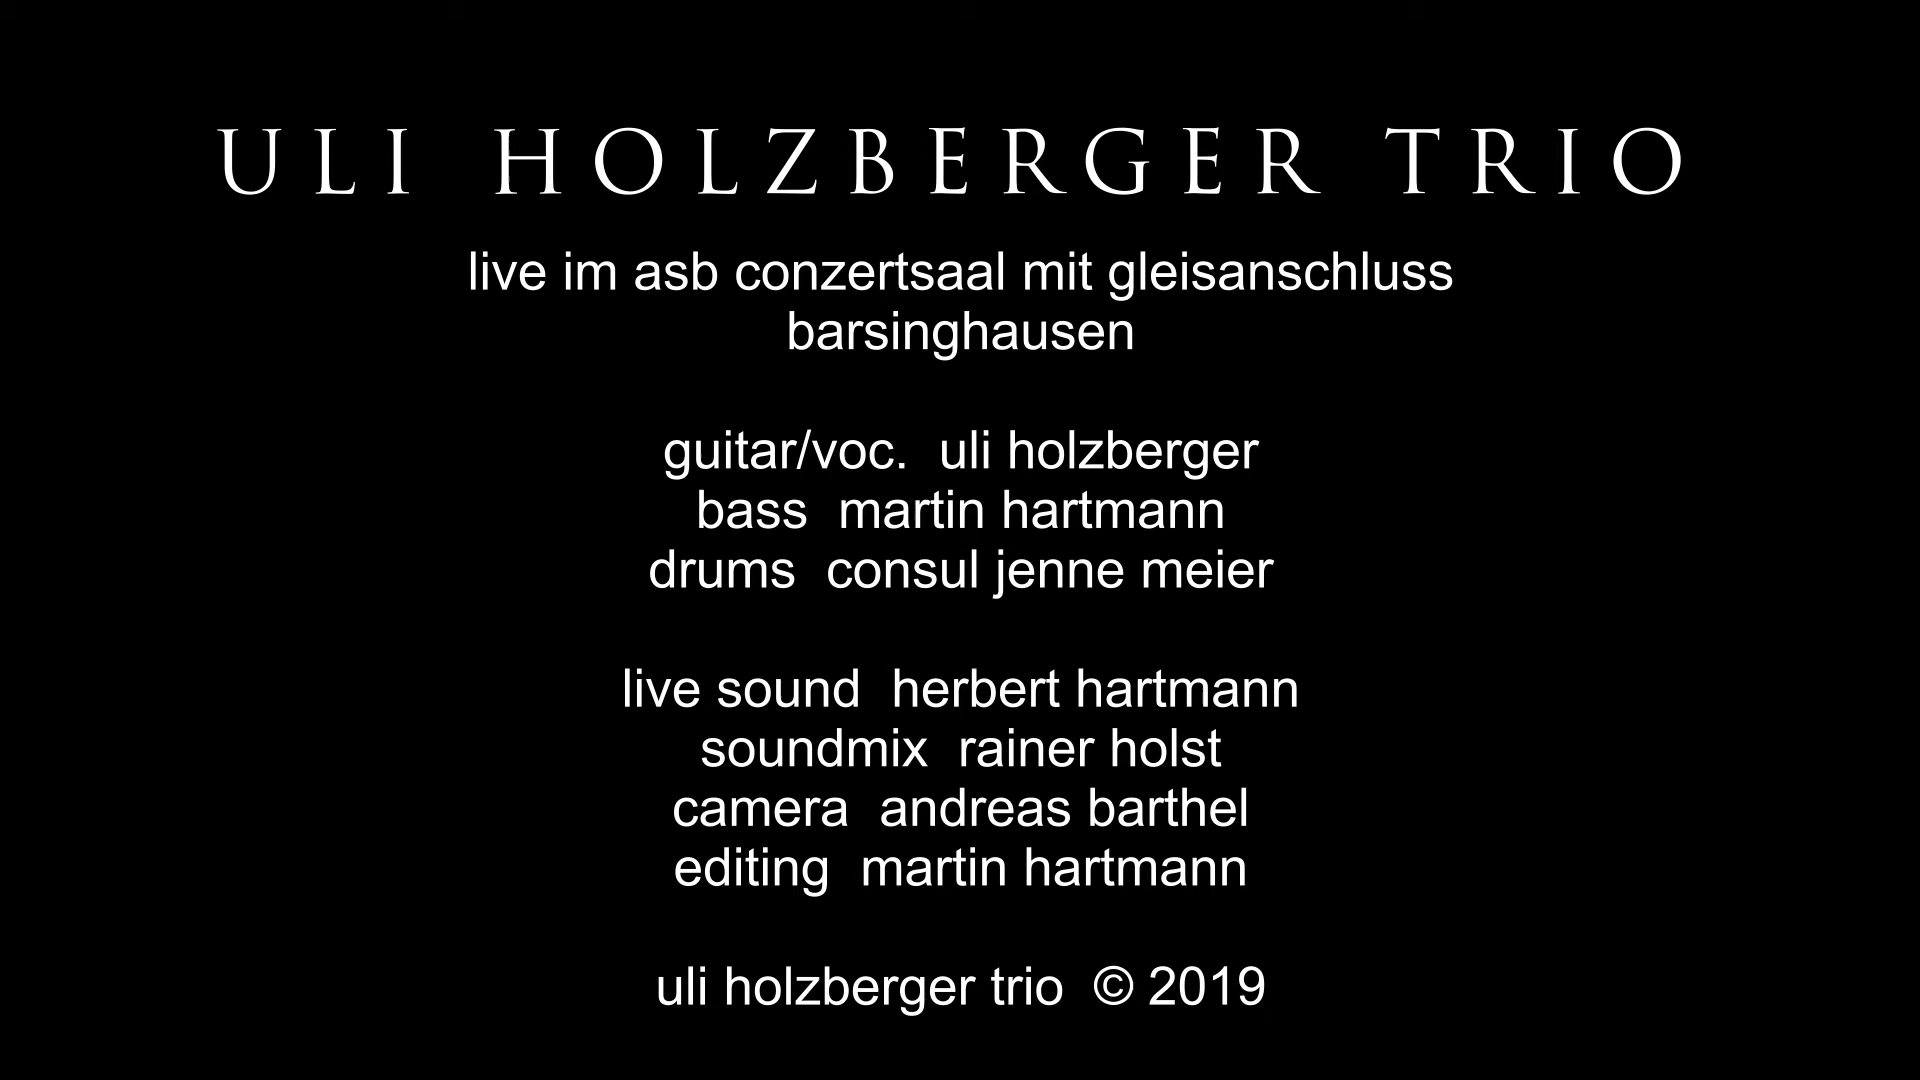 ULI HOLZBERGER TRIO
live im asb conzertsaal mit gleisanschluss
barsinghausen
guitar/voc.  uli holzberger
bass  martin hartmann
drums  consul jenne meier
live sound  herbert hartmann
soundmix  rainer holst
camera  andreas barthel
editing  martin hartmann
uli holzberger trio  © 2019